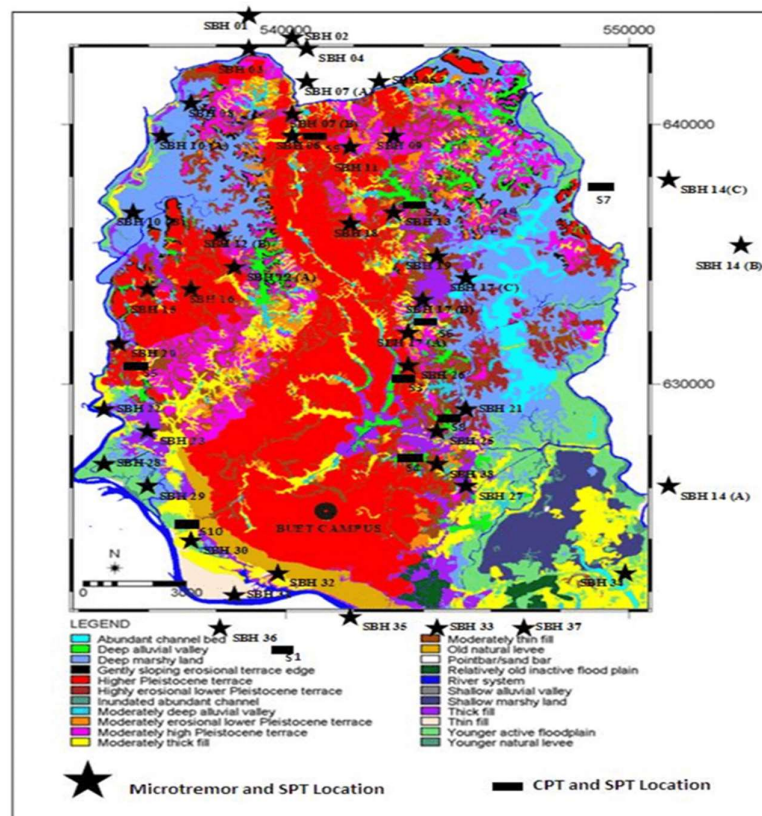 SBH 01
540000
550000
SBH 02
SBH 04
SBH 03
SBH 07 (A)
SBH 07 (B)
640000
SBH 06
SBH 09
SBH 11
SBH 14(C)
S7
SBH 10
SBH 18
SBH 13
SBH 12 (B)
SBH 14 (B)
SBH 12 (A)
SBH 17 (C)
SBH 15
SBH 16
SBH 17 (B)
S6
SBH 17 (A)
SBH 20
SBH 26
630000
SBH 22
SBH 21
S8
SBH 23
SBH 25
S4
SBH 28
SBH 38
SBH 29
SBH 27
SBH 14 (A)
BUET CAMPUS
S10
SBH 30
N
SBH 32
0
3000
SBH 35
SBH 36
SBH 33
SBH 37
S1
LEGEND
Abundant channel bed
Deep alluvial valley
Deep marshy land
Gently sloping erosional terrace edge
Higher Pleistocene terrace
Highly erosional lower Pleistocene terrace
Inundated abundant channel
Moderately deep alluvial valley
Moderately erosional lower Pleistocene terrace
Moderately high Pleistocene terrace
Moderately thick fill
Moderately thin fill
Old natural levee
Pointbar/sand bar
Relatively old inactive flood plain
River system
Shallow alluvial valley
Shallow marshy land
Thick fill
Thin fill
Younger active floodplain
Younger natural levee
Microtremor and SPT Location
CPT and SPT Location